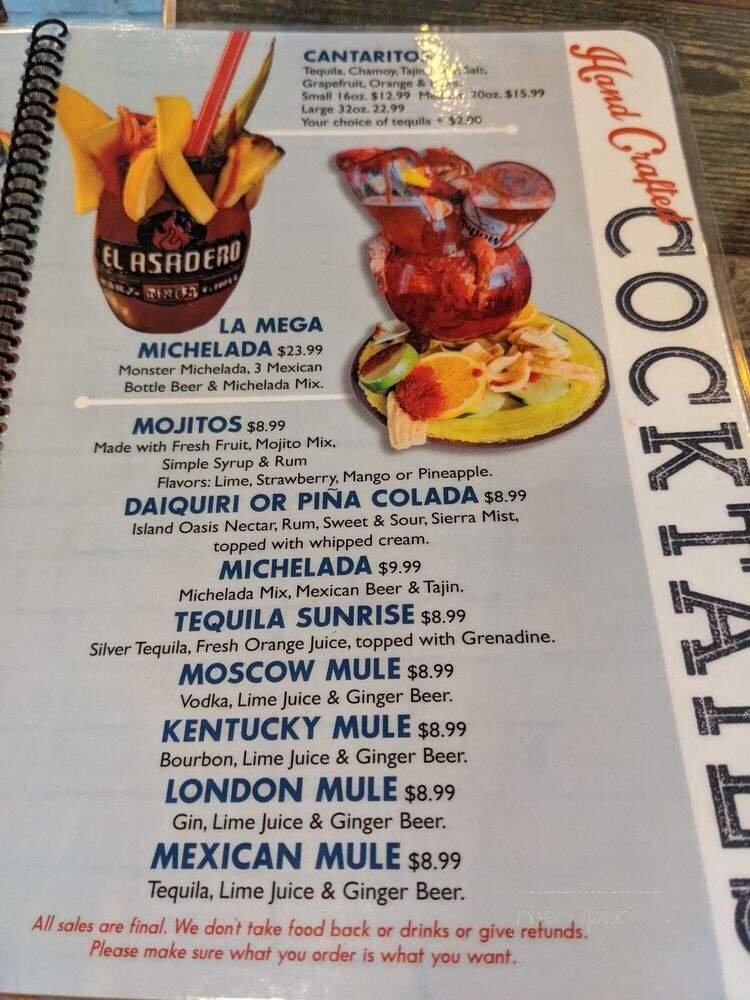 CANTARITO
Tequila, Chamoy, Tajin, Salt,
Grapefruit, Orange &
Small 16oz. $12.99 20oz. $15.99
Large 32oz. 22.99
Your choice of tequila + $2.00
Hand Crafted
COCKTAILS
EL ASADERO
LA MEGA
MICHELADA $23.99
Monster Michelada, 3 Mexican
Bottle Beer & Michelada Mix.
MOJITOS $8.99
Made with Fresh Fruit, Mojito Mix,
Simple Syrup & Rum
Flavors: Lime, Strawberry, Mango or Pineapple.
DAIQUIRI OR PIÑA COLADA $8.99
Island Oasis Nectar, Rum, Sweet & Sour, Sierra Mist,
topped with whipped cream.
MICHELADA $9.99
Michelada Mix, Mexican Beer & Tajin.
TEQUILA SUNRISE $8.99
Silver Tequila, Fresh Orange Juice, topped with Grenadine.
MOSCOW MULE $8.99
Vodka, Lime Juice & Ginger Beer.
KENTUCKY MULE $8.99
Bourbon, Lime Juice & Ginger Beer.
LONDON MULE $8.99
Gin, Lime Juice & Ginger Beer.
MEXICAN MULE $8.99
Tequila, Lime Juice & Ginger Beer.
All sales are final. We don't take food back or drinks or give refunds.
Please make sure what you order is what you want.
menupix